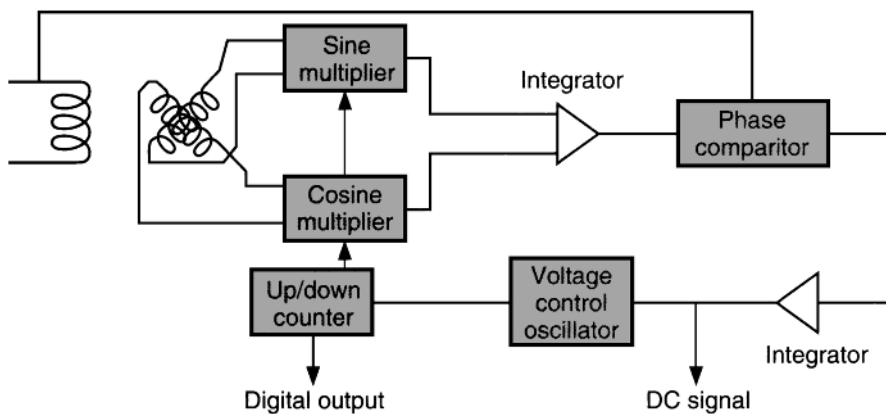 Sine
multiplier
Integrator
Phase
comparitor
Cosine
multiplier
Up/down
counter
Voltage
control
oscillator
Integrator
Digital output
DC signal